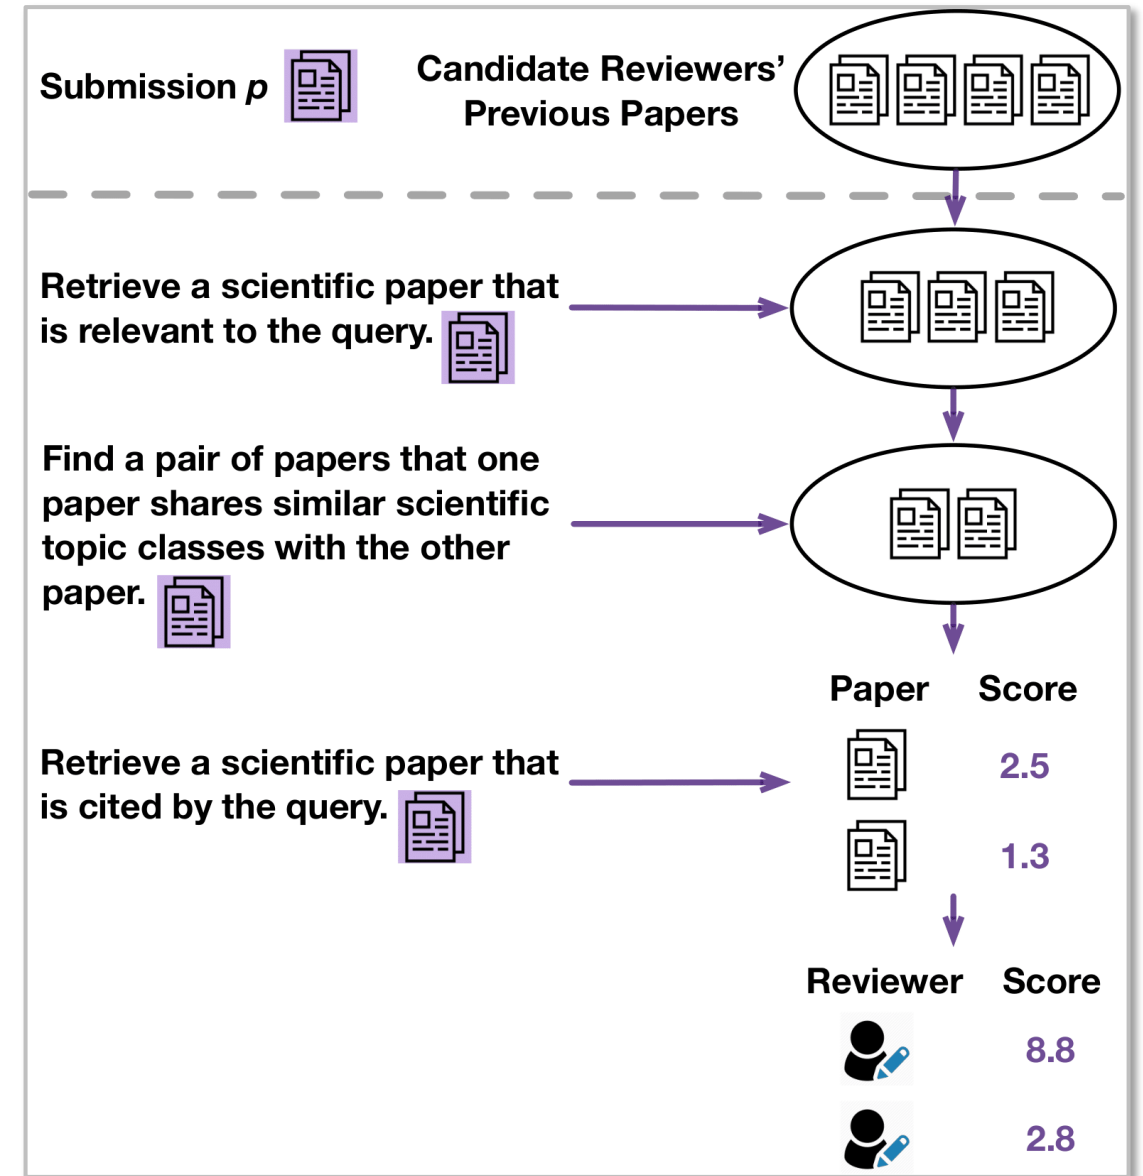 Submission p
Candidate Reviewers’
Previous Papers
Retrieve a scientific paper that
is relevant to the query.
Find a pair of papers that one
paper shares similar scientific
topic classes with the other
paper.
Paper Score
Retrieve a scientific paper that
is cited by the query.
2.5
1.3
Reviewer Score
8.8
2.8